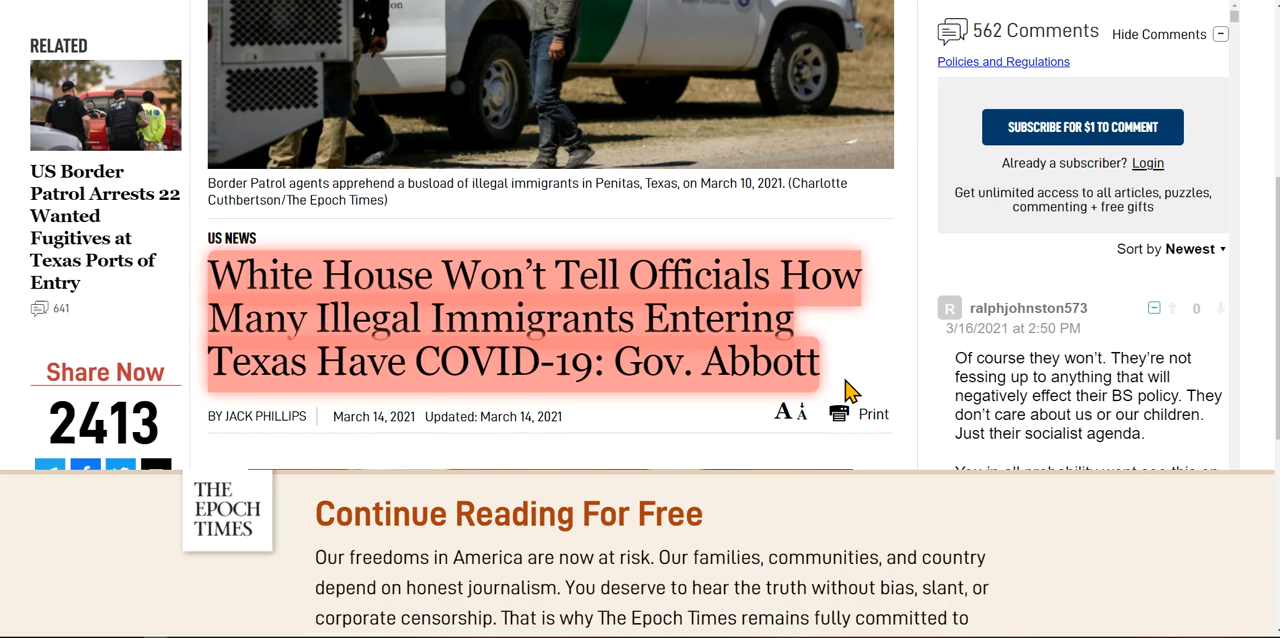 RELATED
US Border
Patrol Arrests 22
Wanted
Fugitives at
Texas Ports of
Entry
641
Share Now
2413
Border Patrol agents apprehend a busload of illegal immigrants in Penitas, Texas, on March 10, 2021. (Charlotte
Cuthbertson/The Epoch Times)
US NEWS
White House Won’t Tell Officials How
Many Illegal Immigrants Entering
Texas Have COVID-19: Gov. Abbott
BY JACK PHILLIPS March 14, 2021 Updated: March 14, 2021 A A Print
562 Comments Hide Comments
Policies and Regulations
SUBSCRIBE FOR $1 TO COMMENT
Already a subscriber? Login
Get unlimited access to all articles, puzzles,
commenting + free gifts
Sort by Newest
R ralphjohnston573 0
3/16/2021 at 2:50 PM
Of course they won’t. They’re not
fessing up to anything that will
negatively effect their BS policy. They
don’t care about us or our children.
Just their socialist agenda.
THE
EPOCH
TIMES
Continue Reading For Free
Our freedoms in America are now at risk. Our families, communities, and country
depend on honest journalism. You deserve to hear the truth without bias, slant, or
corporate censorship. That is why The Epoch Times remains fully committed to